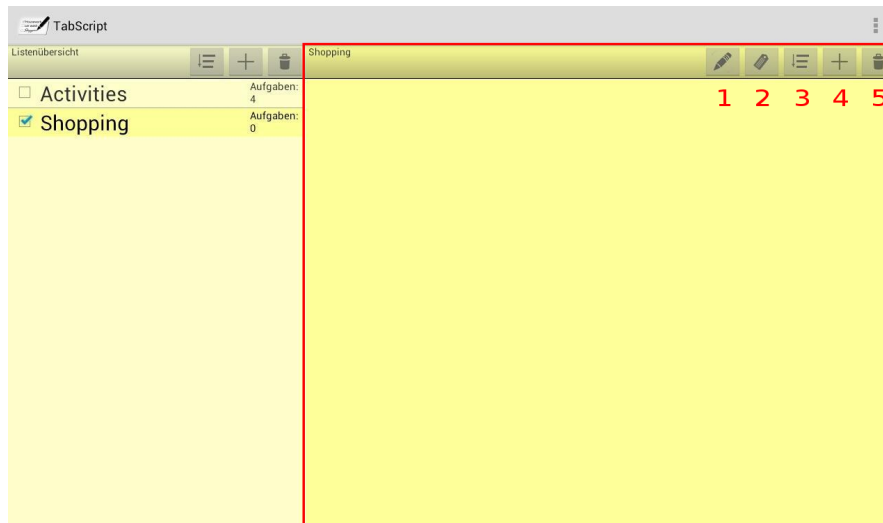 TabScript
Listenübersicht
Shopping
Activities
Aufgaben:
4
Shopping
Aufgaben:
0
1 2 3 4 5